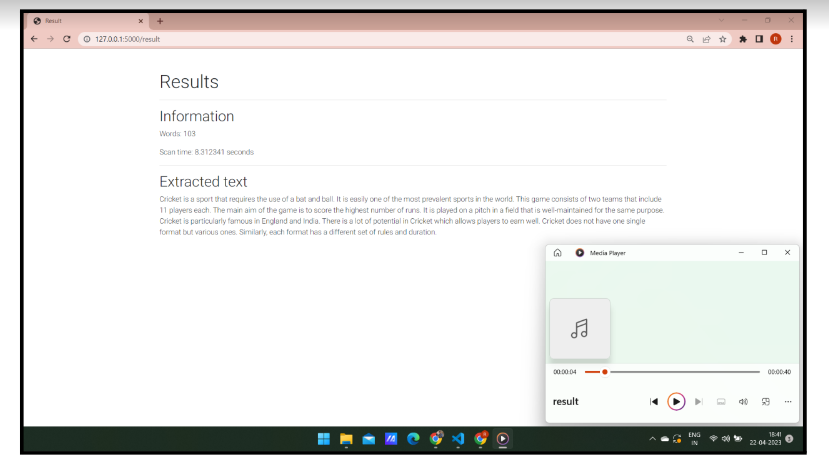 Result
127.0.0.1:5000/result
R
Results
Information
Words: 103
Scan time: 8.312341 seconds
Extracted text
Cricket is a sport that requires the use of a bat and ball. It is easily one of the most prevalent sports in the world. This game consists of two teams that include
11 players each. The main aim of the game is to score the highest number of runs. It is played on a pitch in a field that is well-maintained for the same purpose.
Cricket is particularly famous in England and India. There is a lot of potential in Cricket which allows players to earn well. Cricket does not have one single
format but various ones. Similarly, each format has a different set of rules and duration.
Media Player
00:00:04
00:00:40
result
ENG
IN
18:41
22-04-2023